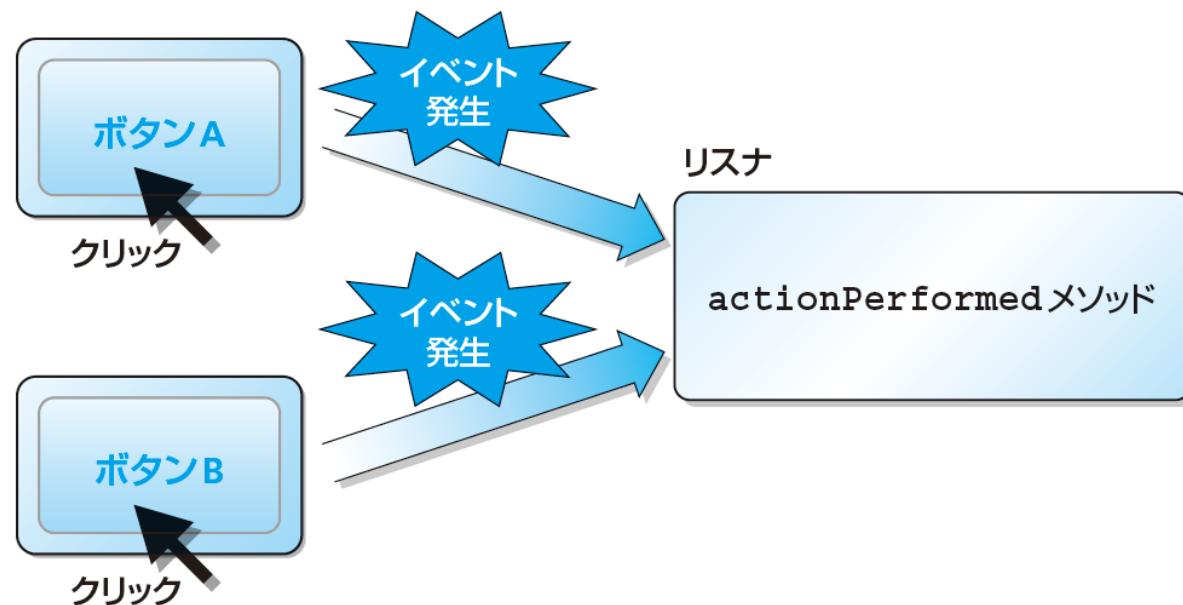 ボタンA
クリック
イベント
発生
リスナ
actionPerformedメソッド
イベント
発生
ボタンB
クリック